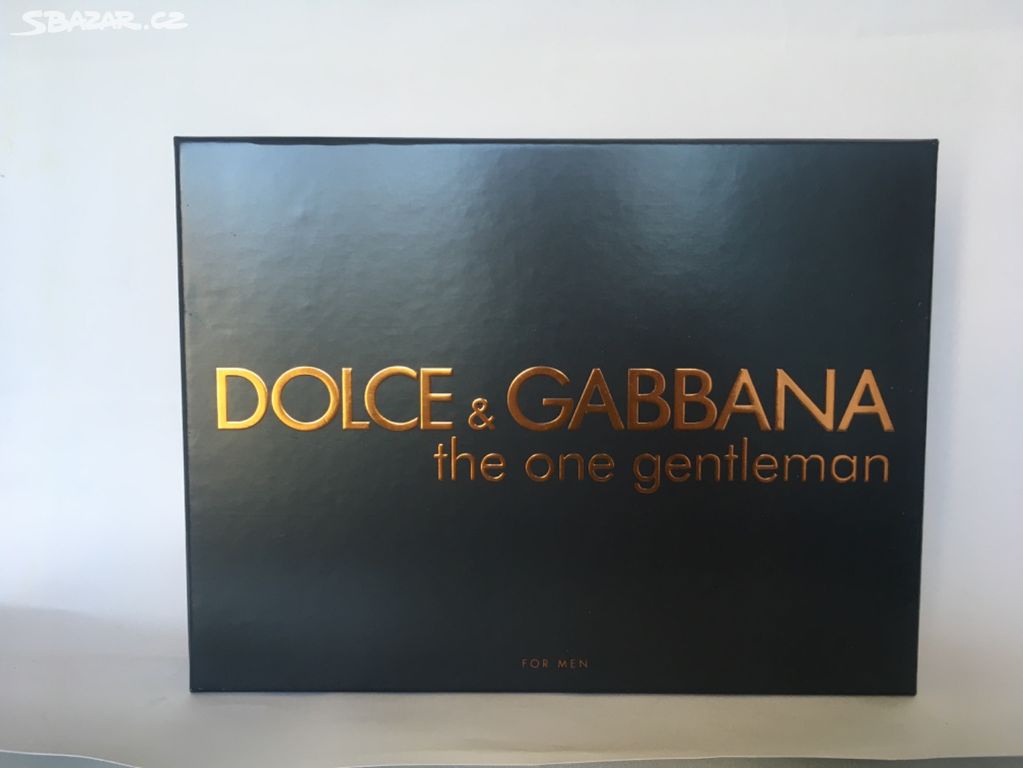 SBAZAR.CZ
DOLCE & GABBANA
the one gentleman
FOR MEN